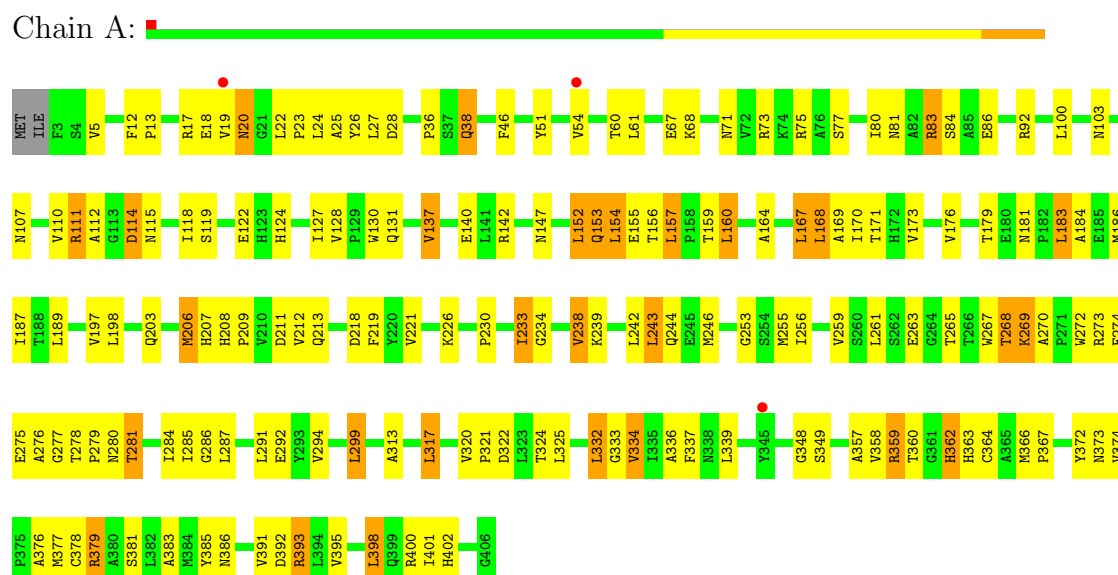 Chain A:
MET ILE F3 S4 V5 F12 P13 R17 E18 V19 N20 G21 L22 P23 L24 A25 Y26 L27 D28 P36 S37 Q38 F46 Y51 V54 T60 L61 E67 K68 N71 V72 R73 K74 R75 A76 S77 I80 N81 A82 R83 S84 A85 E86 R92 L100 N103
N107 V110 R111 A112 G113 D114 N115 I118 S119 E122 H123 H124 I127 V128 P129 W130 Q131 V137 E140 L141 R142 N147 L152 Q153 L154 E155 T156 L157 P158 T159 L160 A164 L167 L168 A169 I170 T171 H172 V173 V176 T179 E180 N181 P182 L183 A184 E185 M186
I187 T188 L189 V197 L198 Q203 M206 H207 H208 P209 V210 D211 V212 Q213 D218 F219 Y220 V221 K226 P230 I233 G234 V238 K239 L242 L243 Q244 E245 M246 G253 S254 M255 I256 V259 S260 L261 S262 E263 G264 T265 T266 W267 T268 K269 A270 P271 W272 R273 F274
E275 A276 G277 T278 P279 N280 T281 I284 I285 G286 L287 L291 E292 Y293 V294 L299 A313 L317 V320 P321 D322 L323 T324 L325 L332 G333 V334 I335 A336 F337 N338 L339 Y345 G348 S349 A357 V358 R359 T360 G361 H362 H363 C364 A365 M366 P367 Y372 N373 V374
P375 A376 M377 C378 R379 A380 S381 L382 A383 M384 Y385 N386 V391 D392 R393 L394 V395 L398 Q399 R400 I401 H402 G406